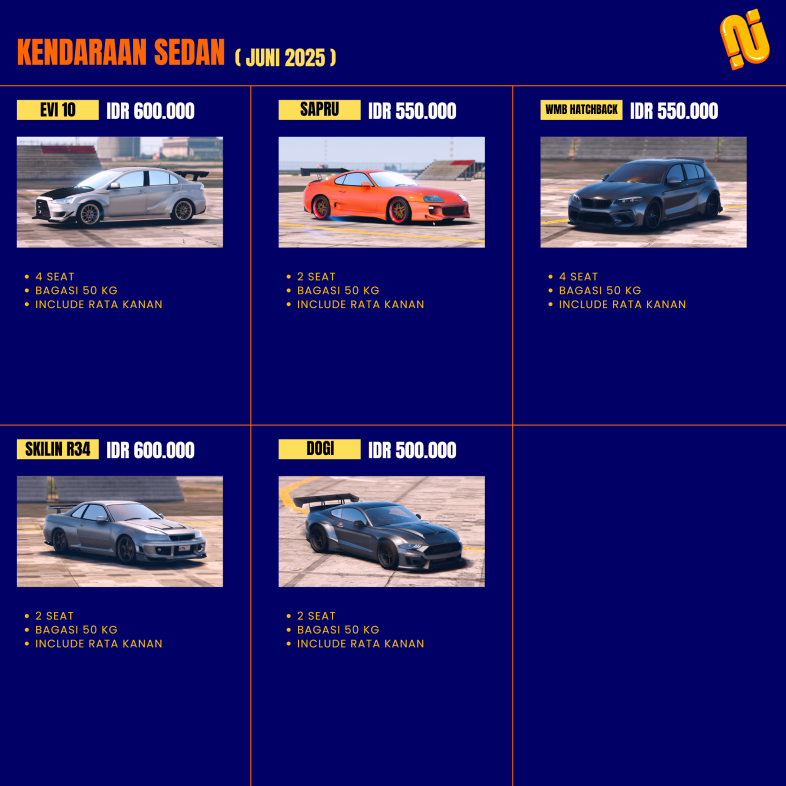 KENDARAAN SEDAN ( JUNI 2025 )
EVI 10 IDR 600.000
• 4 SEAT
• BAGASI 50 KG
• INCLUDE RATA KANAN
SAPRU IDR 550.000
• 2 SEAT
• BAGASI 50 KG
• INCLUDE RATA KANAN
WMB HATCHBACK IDR 550.000
• 4 SEAT
• BAGASI 50 KG
• INCLUDE RATA KANAN
SKILIN R34 IDR 600.000
• 2 SEAT
• BAGASI 50 KG
• INCLUDE RATA KANAN
DOGI IDR 500.000
• 2 SEAT
• BAGASI 50 KG
• INCLUDE RATA KANAN